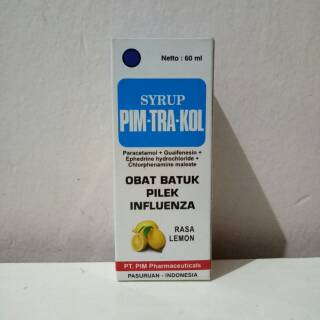 Netto : 60 ml
SYRUP
PIM-TRA-KOL
Paracetamol + Guaifenesin +
Ephedrine hydrochloride +
Chlorphenamine maleate
OBAT BATUK
PILEK
INFLUENZA
RASA
LEMON
PT. PIM Pharmaceuticals
PASURUAN - INDONESIA